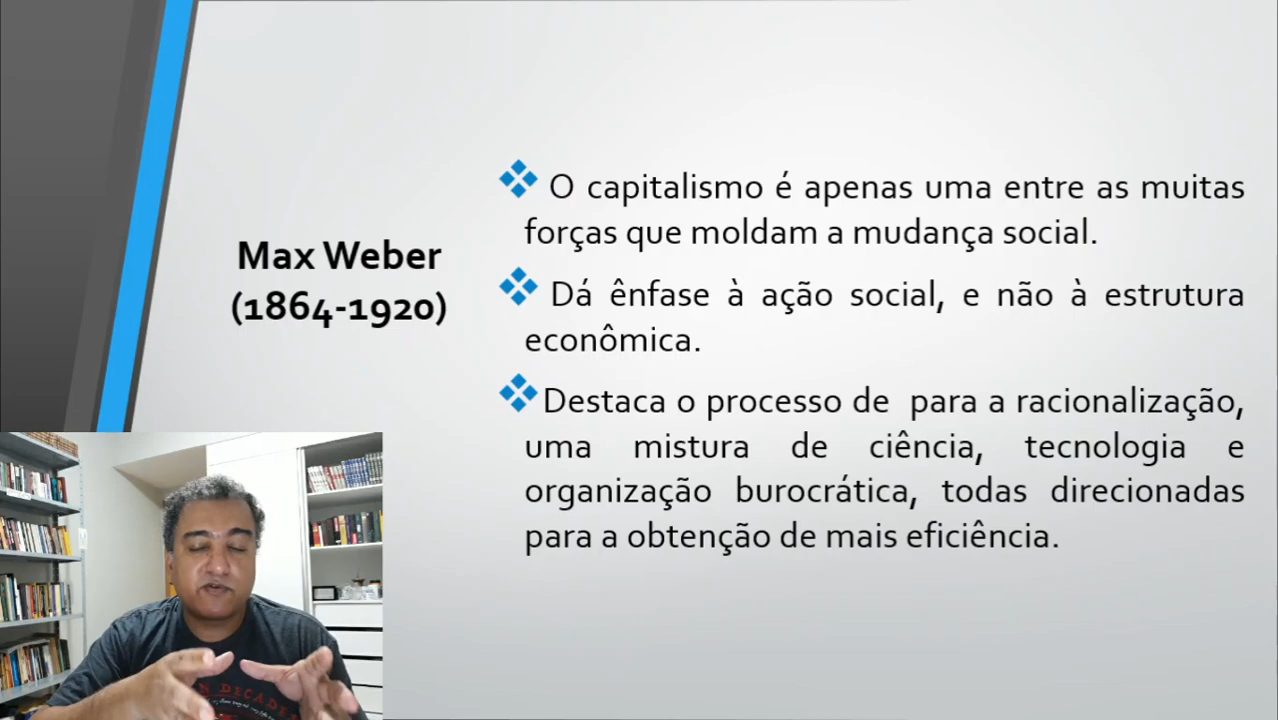 Max Weber
(1864-1920)
O capitalismo é apenas uma entre as muitas
forças que moldam a mudança social.
Dá ênfase à ação social, e não à estrutura
econômica.
Destaca o processo de para a racionalização,
uma mistura de ciência, tecnologia e
organização burocrática, todas direcionadas
para a obtenção de mais eficiência.